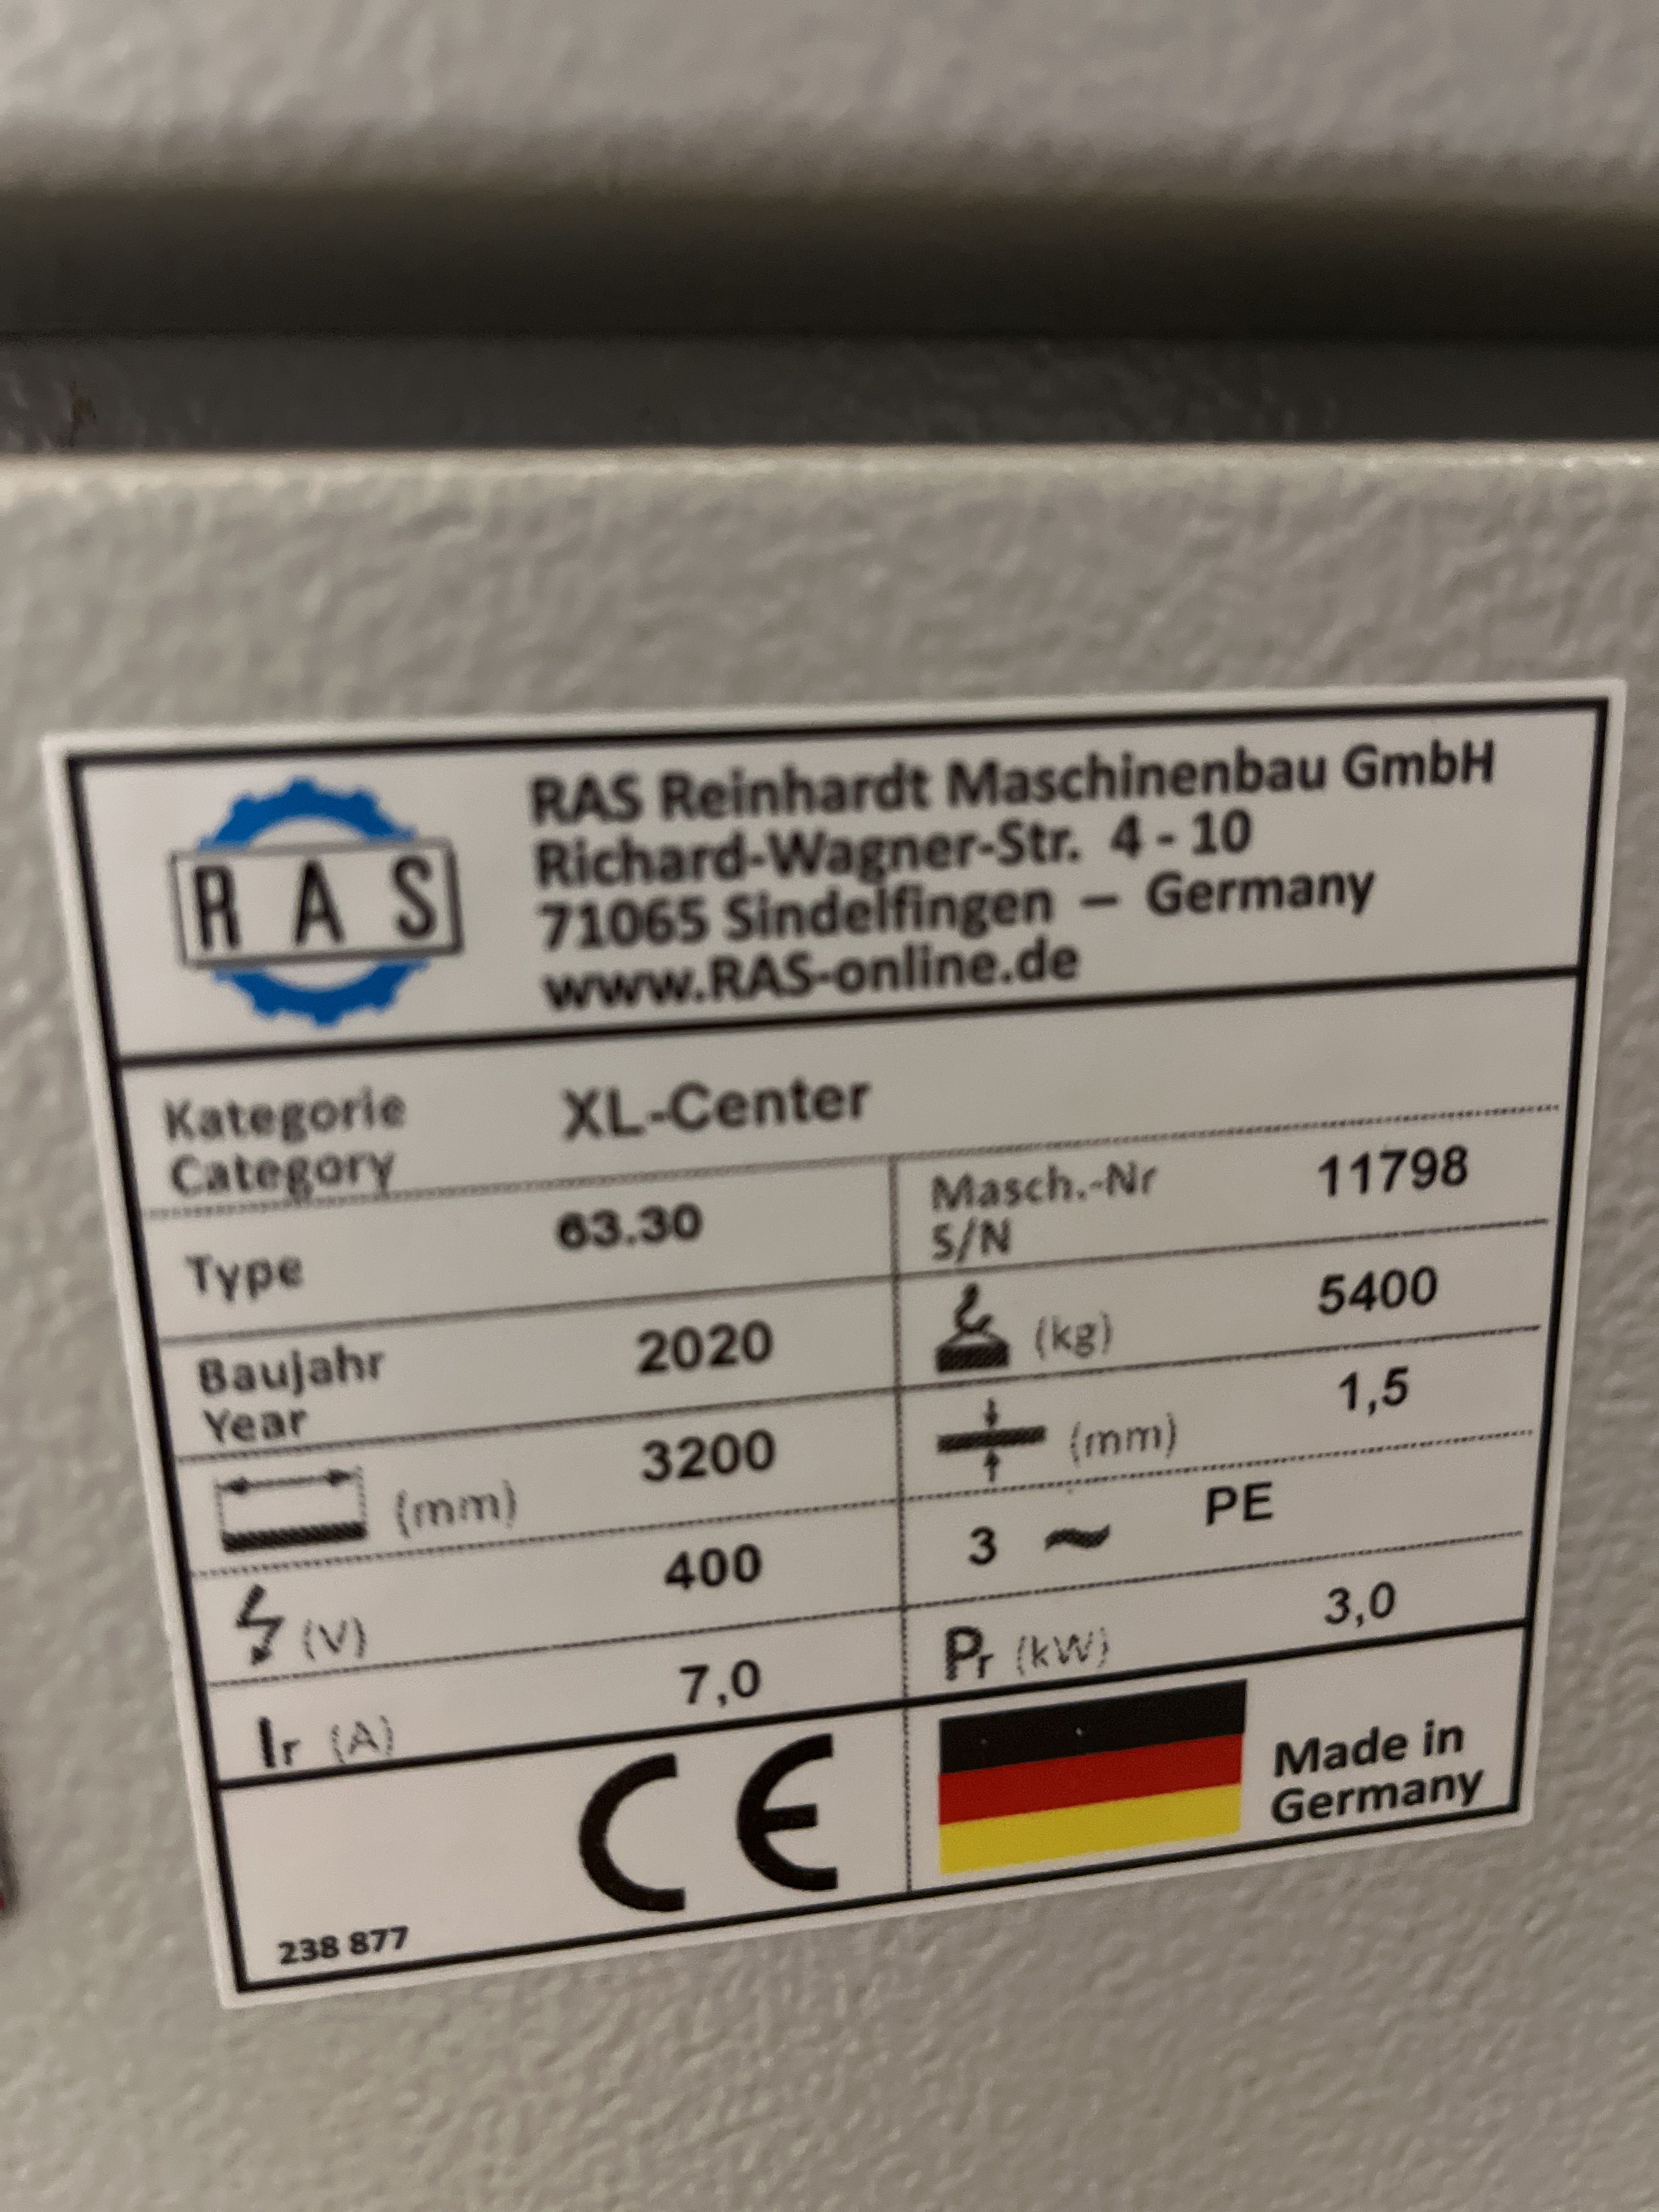 RAS
RAS Reinhardt Maschinenbau GmbH
Richard-Wagner-Str. 4 - 10
71065 Sindelfingen – Germany
www.RAS-online.de
Kategorie
Category
XL-Center
Type
63.30
Masch.-Nr
S/N
11798
Baujahr
Year
2020
(kg)
5400
(mm)
3200
(mm)
1,5
(V)
400
3 ~ PE
Ir (A)
7,0
Pr (kW)
3,0
238 877
CE
Made in
Germany